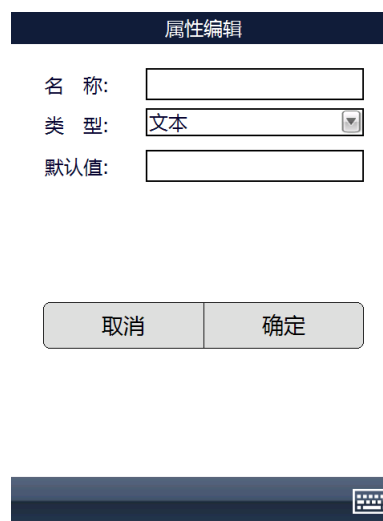 属性编辑
名 称:
类 型: 文本
默认值:
取消 确定